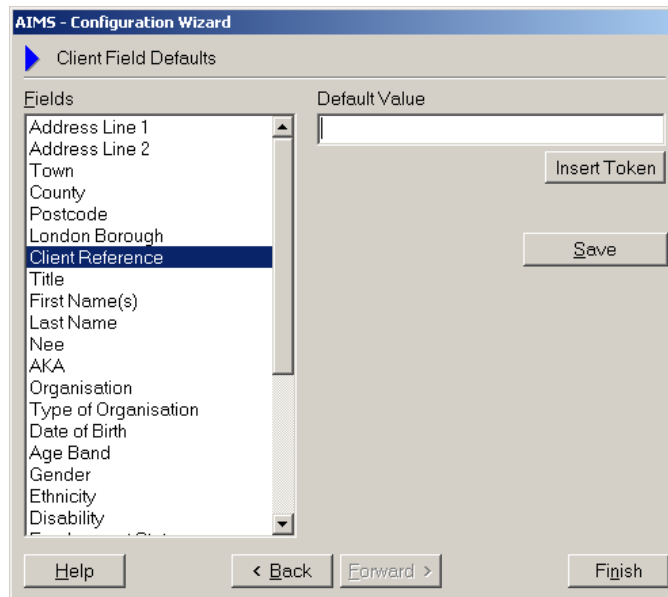 AIMS - Configuration Wizard
Client Field Defaults
Fields
Default Value
Address Line 1
Address Line 2
Town
County
Postcode
London Borough
Client Reference
Title
First Name(s)
Last Name
Nee
AKA
Organisation
Type of Organisation
Date of Birth
Age Band
Gender
Ethnicity
Disability
Insert Token
Save
Help
< Back
Forward >
Finish